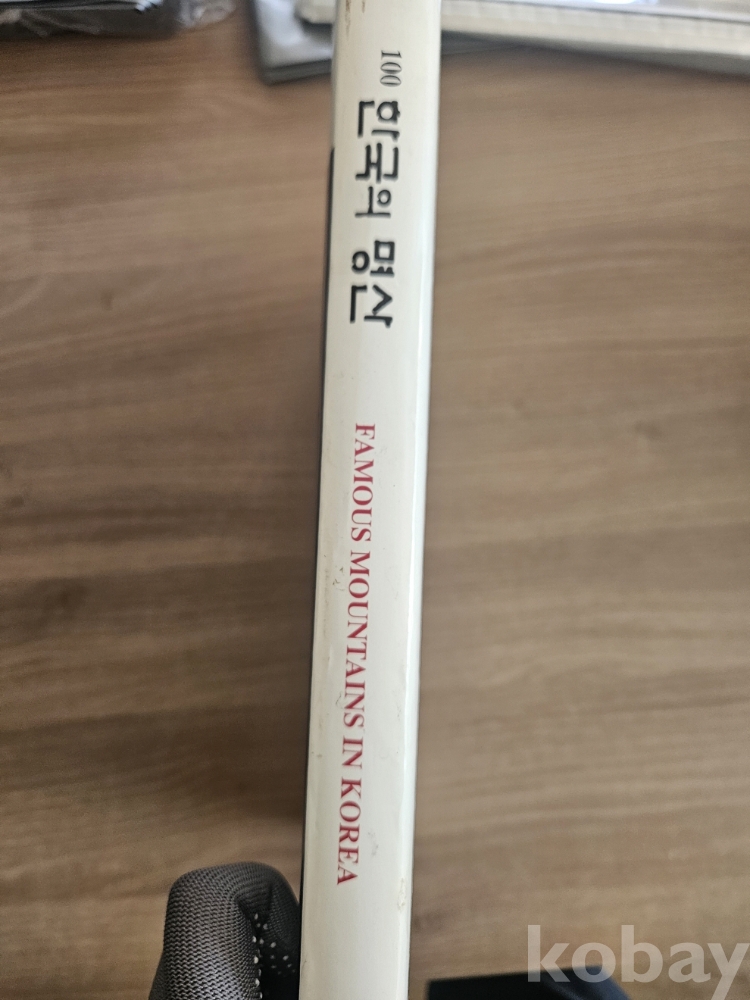 100 한국의 명산
FAMOUS MOUNTAINS IN KOREA
kobay